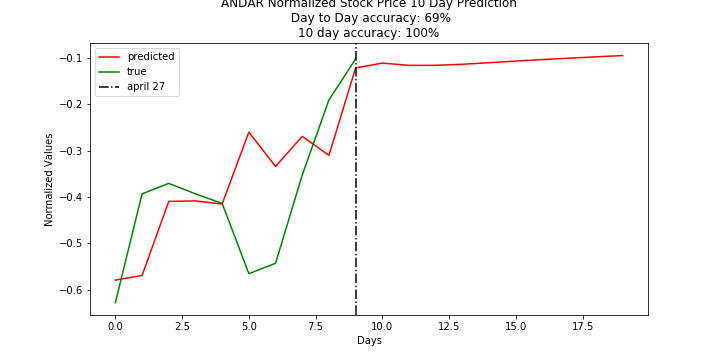 ANDAR Normalized Stock Price 10 Day Prediction
Day to Day accuracy: 69%
10 day accuracy: 100%
predicted
true
april 27
Normalized Values
−0.1
−0.2
−0.3
−0.4
−0.5
−0.6
0.0 2.5 5.0 7.5 10.0 12.5 15.0 17.5
Days